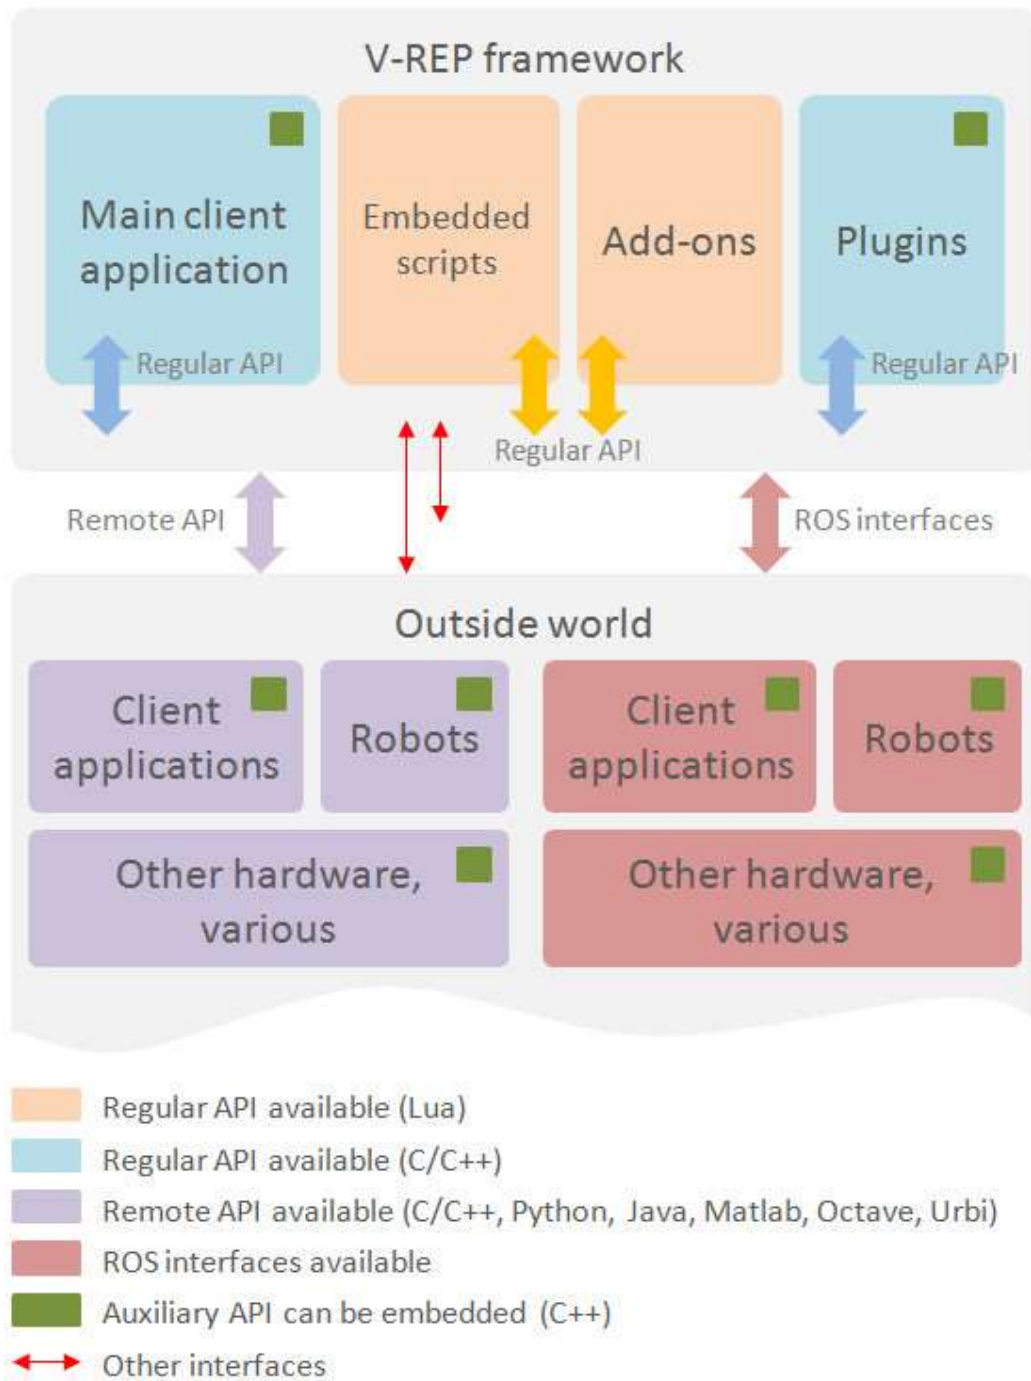 V-REP framework
Main client
application
Embedded
scripts
Add-ons
Plugins
Regular API
Regular API
Regular API
Remote API
ROS interfaces
Outside world
Client
applications
Robots
Client
applications
Robots
Other hardware,
various
Other hardware,
various
Regular API available (Lua)
Regular API available (C/C++)
Remote API available (C/C++, Python, Java, Matlab, Octave, Urbi)
ROS interfaces available
Auxiliary API can be embedded (C++)
Other interfaces